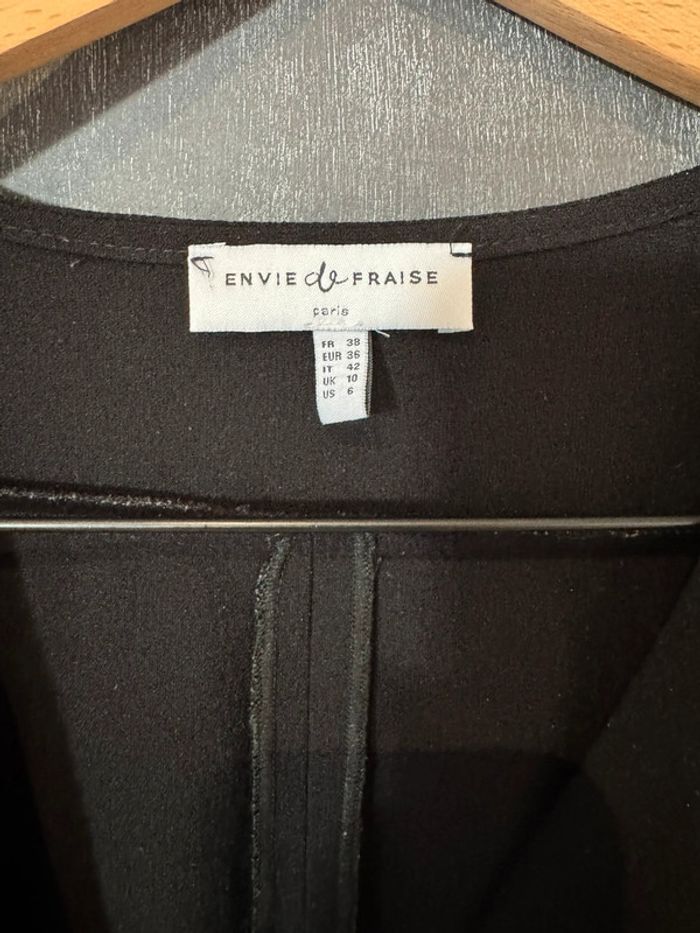 ENVIE de FRAISE
paris
FR 38
EUR 36
IT 42
UK 10
US 6